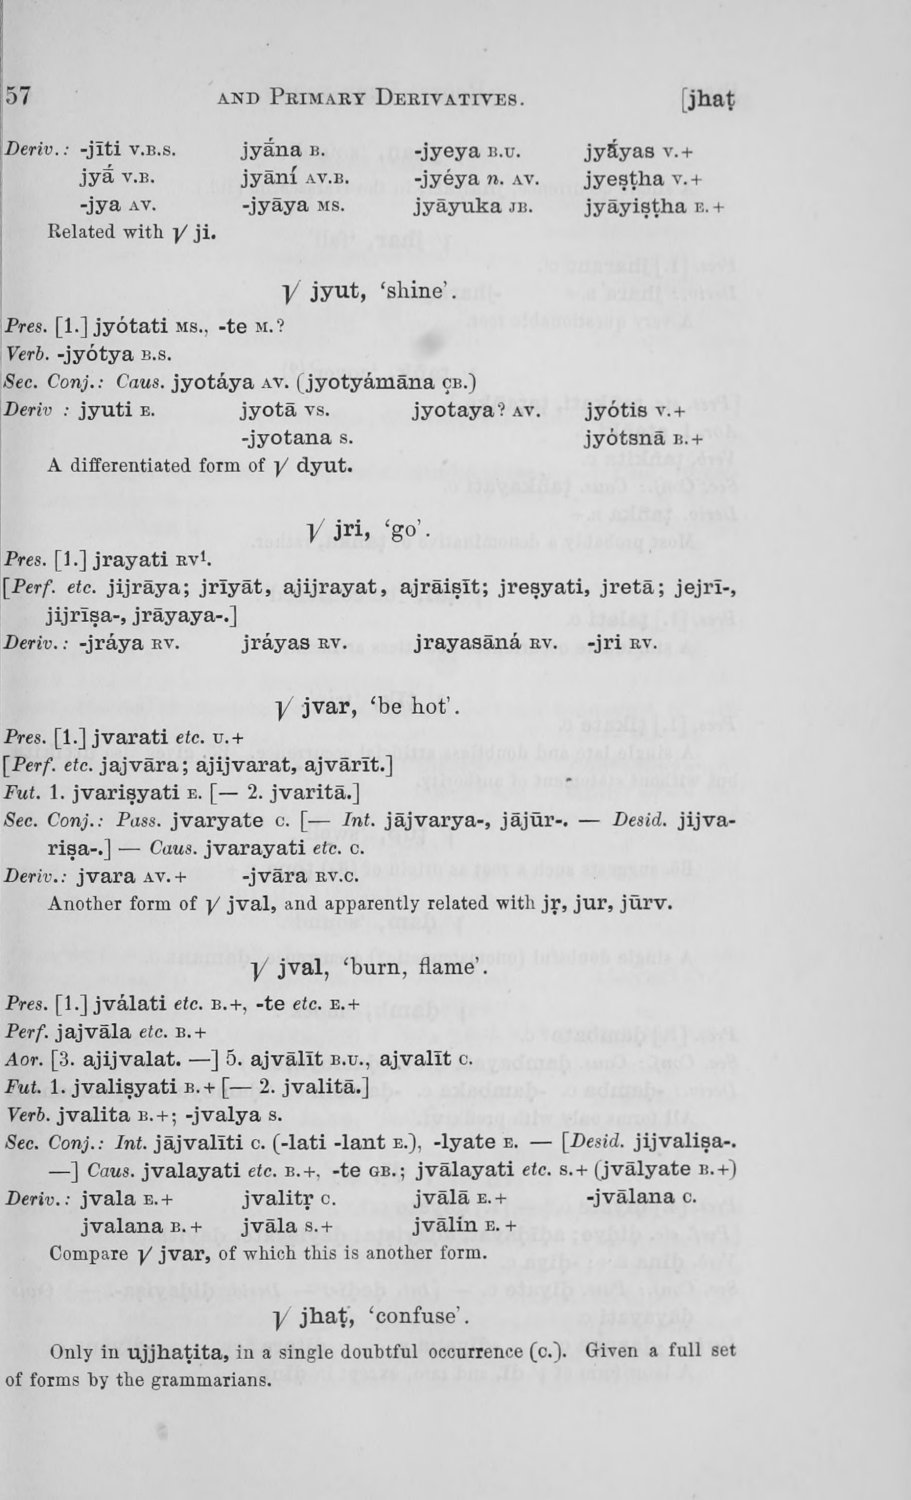 57 AND PRIMARY DERIVATIVES. [jhaṭ
Deriv.: -jīti V.B.S. jyā́na B. -jyeya B.U. jyā́yas V.+
jyā́ V.B. jyāní AV.B. -jyéya n. AV. jyeṣṭha V.+
-jya AV. -jyāya MS. jyāyuka JB. jyāyiṣṭha E.+
Related with √ ji.
√ jyut, ‘shine’.
Pres. [1.] jyótati MS., -te M.?
Verb. -jyótya B.S.
Sec. Conj.: Caus. jyotáya AV. (jyotyámāna ÇB.)
Deriv : jyuti E. jyotā VS. jyotaya? AV. jyótis V.+
-jyotana S. jyótsnā B.+
A differentiated form of √ dyut.
√ jri, ‘go’.
Pres. [1.] jrayati RV¹.
[Perf. etc. jijrāya; jrīyāt, ajijrayat, ajrāiṣīt; jreṣyati, jretā; jejrī-,
jijrīṣa-, jrāyaya-.]
Deriv.: -jráya RV. jráyas RV. jrayasāná RV. -jri RV.
√ jvar, ‘be hot’.
Pres. [1.] jvarati etc. U.+
[Perf. etc. jajvāra; ajijvarat, ajvārīt.]
Fut. 1. jvariṣyati E. [— 2. jvaritā.]
Sec. Conj.: Pass. jvaryate C. [— Int. jājvarya-, jājūr-. — Desid. jijva-
riṣa-.] — Caus. jvarayati etc. C.
Deriv.: jvara AV.+ -jvāra RV.C.
Another form of √ jval, and apparently related with jṛ, jur, jūrv.
√ jval, ‘burn, flame’.
Pres. [1.] jválati etc. B.+, -te etc. E.+
Perf. jajvāla etc. B.+
Aor. [3. ajijvalat. —] 5. ajvālīt B.U., ajvalīt C.
Fut. 1. jvaliṣyati B.+ [— 2. jvalitā.]
Verb. jvalita B.+; -jvalya S.
Sec. Conj.: Int. jājvalīti C. (-lati -lant E.), -lyate E. — [Desid. jijvaliṣa-.
—] Caus. jvalayati etc. B.+, -te GB.; jvālayati etc. S.+ (jvālyate B.+)
Deriv.: jvala E.+ jvalitṛ C. jvālā E.+ -jvālana C.
jvalana B.+ jvāla S.+ jvālin E.+
Compare √ jvar, of which this is another form.
√ jhaṭ, ‘confuse’.
Only in ujjhaṭita, in a single doubtful occurrence (C.). Given a full set
of forms by the grammarians.